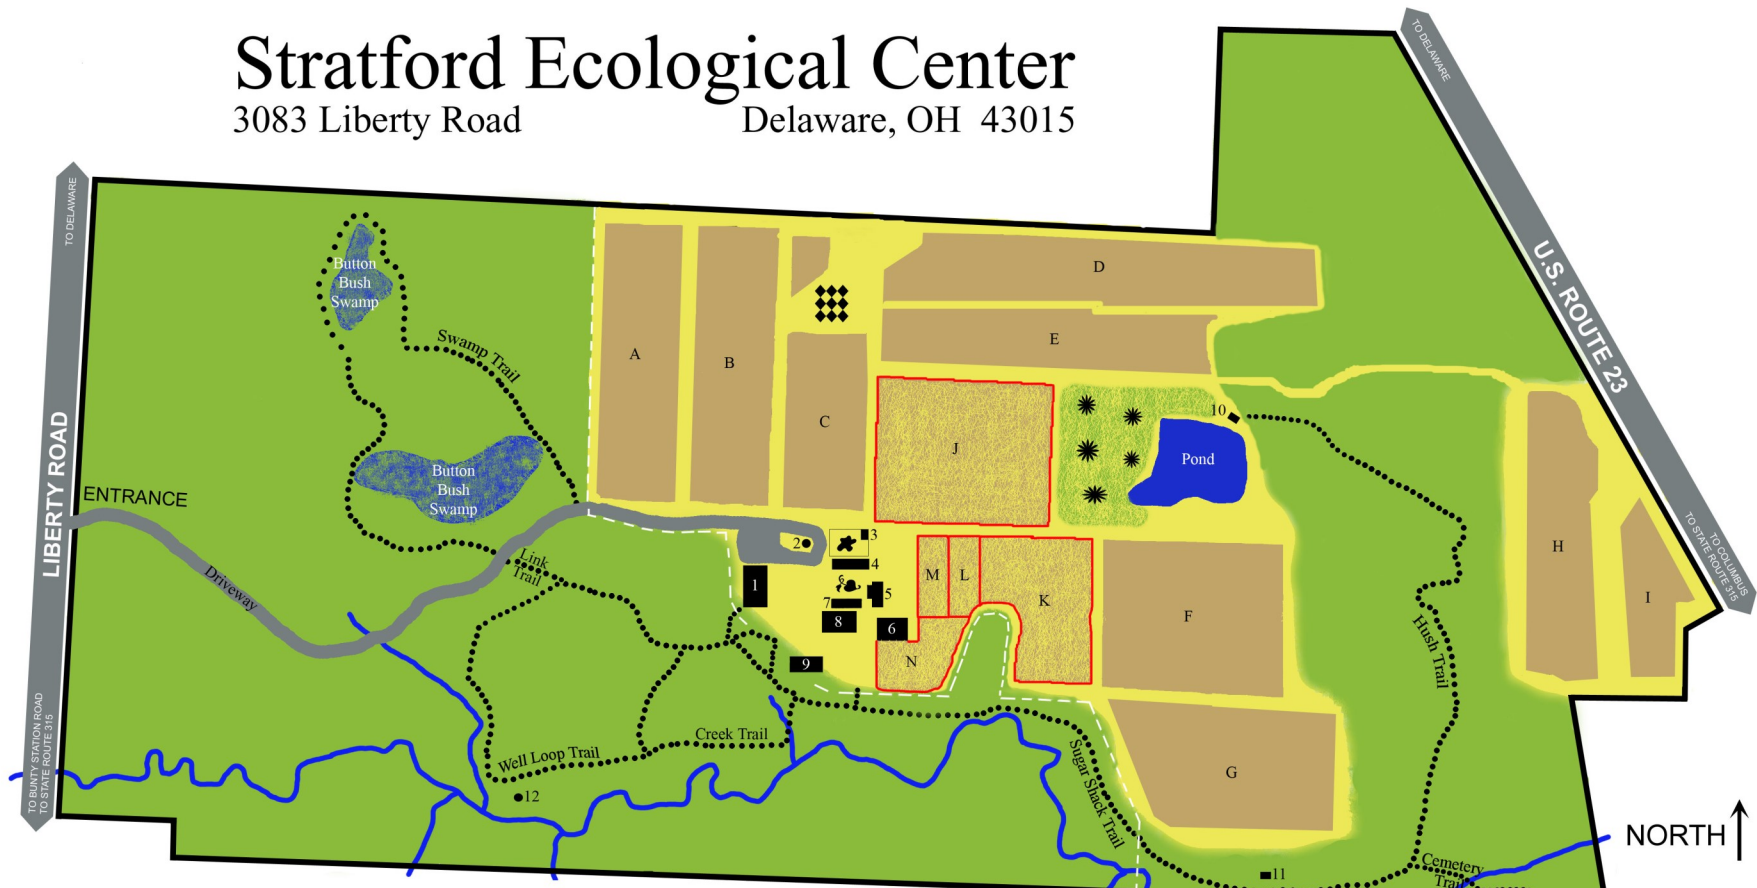 Stratford Ecological Center
3083 Liberty Road Delaware, OH 43015
TO DELAWARE
TO DELAWARE
U.S. ROUTE 23
TO COLUMBUS
TO STATE ROUTE 315
LIBERTY ROAD
TO BUNTY STATION ROAD
TO STATE ROUTE 315
ENTRANCE
Driveway
Button
Bush
Swamp
Swamp Trail
Button
Bush
Swamp
Link
Trail
Well Loop Trail
Creek Trail
Sugar Shack Trail
Hush Trail
Cemetery
Trail
Pond
A
B
C
D
E
F
G
H
I
J
K
L
M
N
1
2
3
4
5
6
7
8
9
10
11
12
NORTH